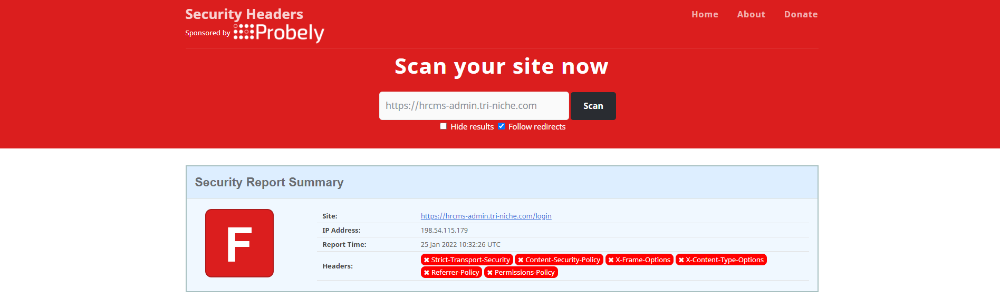 Security Headers
Home About Donate
Sponsored by Probely
Scan your site now
https://hrcms-admin.tri-niche.com Scan
Hide results Follow redirects
Security Report Summary
F
Site: https://hrcms-admin.tri-niche.com/login
IP Address: 198.54.115.179
Report Time: 25 Jan 2022 10:32:26 UTC
Headers: ✖ Strict-Transport-Security ✖ Content-Security-Policy ✖ X-Frame-Options ✖ X-Content-Type-Options
✖ Referrer-Policy ✖ Permissions-Policy